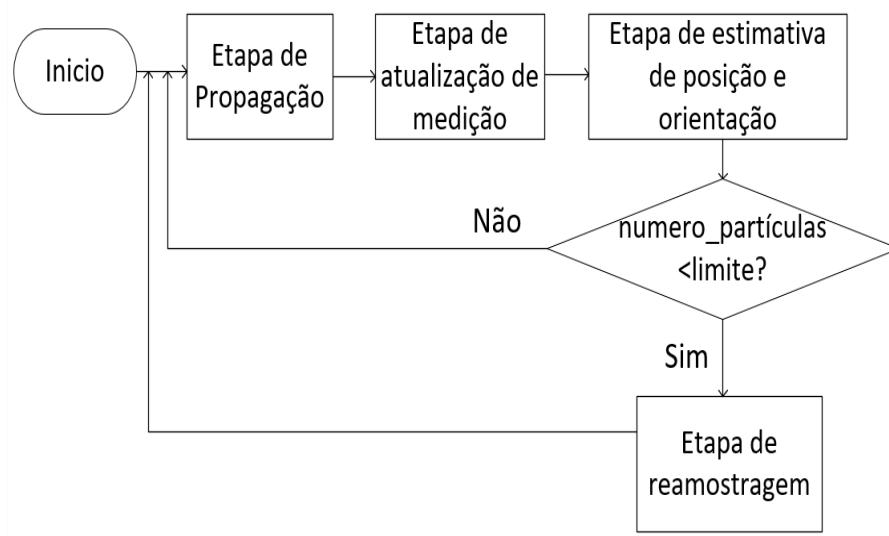 Inicio
Etapa de
Propagação
Etapa de
atualização de
medição
Etapa de estimativa
de posição e
orientação
numero_partículas
<limite?
Não
Sim
Etapa de
reamostragem